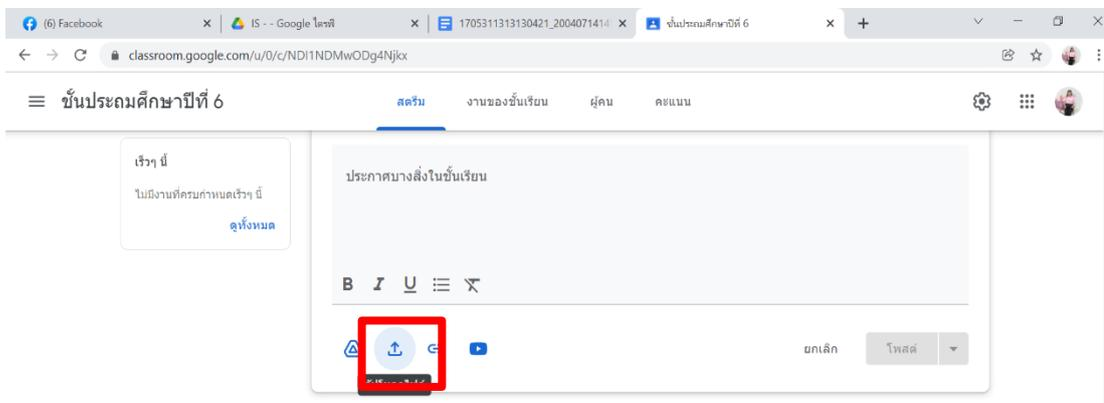 (6) Facebook
IS - - Google ไดรฟ์
1705311313130421_2004071414
ชั้นประถมศึกษาปีที่ 6
classroom.google.com/u/0/c/NDI1NDMwODg4Njkx
ชั้นประถมศึกษาปีที่ 6
สตรีม
งานของชั้นเรียน
ผู้คน
คะแนน
เร็วๆ นี้
ไม่มีงานที่ครบกำหนดเร็วๆ นี้
ดูทั้งหมด
ประกาศบางสิ่งในชั้นเรียน
B I U
ยกเลิก
โพสต์